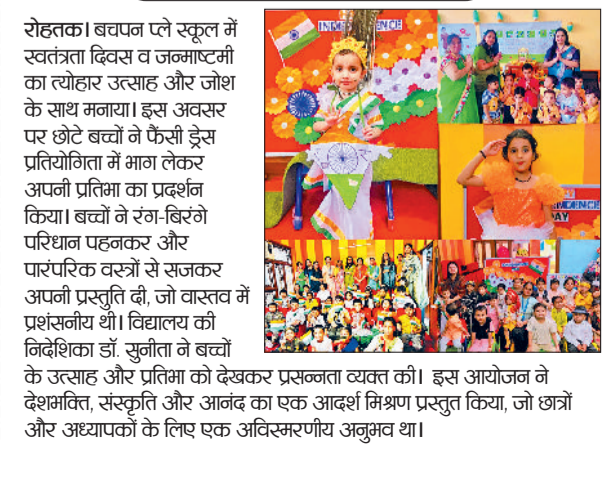 रोहतक। बचपन प्ले स्कूल में
स्वतंत्रता दिवस व जन्माष्टमी
का त्योहार उत्साह और जोश
के साथ मनाया। इस अवसर
पर छोटे बच्चों ने फैंसी ड्रेस
प्रतियोगिता में भाग लेकर
अपनी प्रतिभा का प्रदर्शन
किया। बच्चों ने रंग-बिरंगे
परिधान पहनकर और
पारंपरिक वस्त्रों से सजकर
अपनी प्रस्तुति दी, जो वास्तव में
प्रशंसनीय थी। विद्यालय की
निदेशिका डॉ. सुनीता ने बच्चों
के उत्साह और प्रतिभा को देखकर प्रसन्नता व्यक्त की। इस आयोजन ने
देशभक्ति, संस्कृति और आनंद का एक आदर्श मिश्रण प्रस्तुत किया, जो छात्रों
और अध्यापकों के लिए एक अविस्मरणीय अनुभव था।
DAY